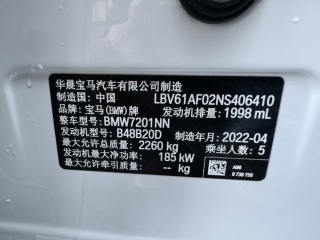 华晨宝马汽车有限公司制造
制造国：中国 LBV61AF02NS406410
品牌：宝马(BMW)牌 发动机排量：1998 mL
整车型号：BMW7201NN
发动机型号：B48B20D 制造年月：2022-04
最大允许总质量：2260 kg 乘坐人数：5
发动机最大净功率：185 kW
最大允许牵引质量：-- kg